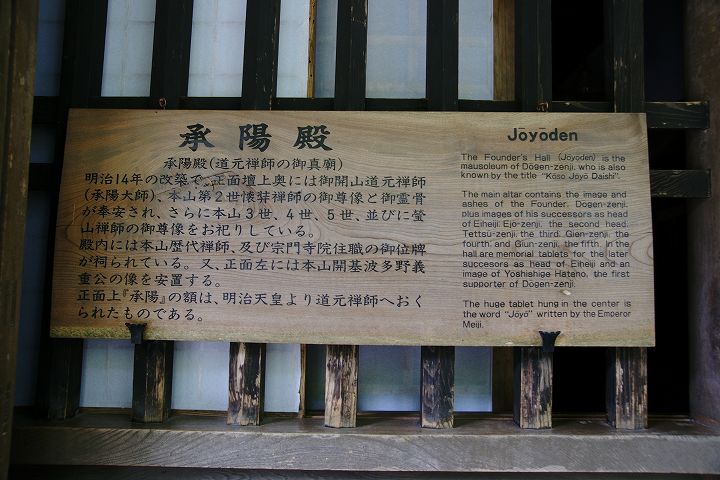 承陽殿
承陽殿(道元禅師の御真廟)
明治14年の改築で、正面壇上奥には御開山道元禅師
(承陽大師)、本山第2世懐弉禅師の御尊像と御霊骨
が奉安され、さらに本山3世、4世、5世、並びに瑩
山禅師の御尊像をお祀りしている。
殿内には本山歴代禅師、及び宗門寺院住職の御位牌
が祠られている。又、正面左には本山開基波多野義
重公の像を安置する。
正面上『承陽』の額は、明治天皇より道元禅師へおく
られたものである。
Jōyōden
The Founder's Hall (Jōyōden) is the
mausoleum of Dōgen-zenji, who is also
known by the title "Kōso Jōyō Daishi".
The main altar contains the image and
ashes of the Founder, Dōgen-zenji,
plus images of his successors as head
of Eiheiji: Ejo-zenji, the second head,
Tettsu-zenji, the third, Gien-zenji, the
fourth, and Giun-zenji, the fifth. In the
hall are memorial tablets for the later
successors as head of Eiheiji and an
image of Yoshishige Hatano, the first
supporter of Dōgen-zenji.
The huge tablet hung in the center is
the word "Jōyō" written by the Emperor
Meiji.